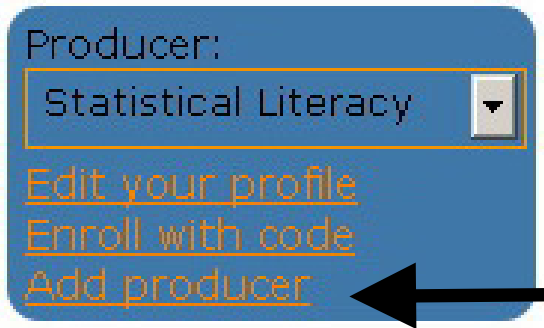 Producer:
Statistical Literacy
Edit your profile
Enroll with code
Add producer